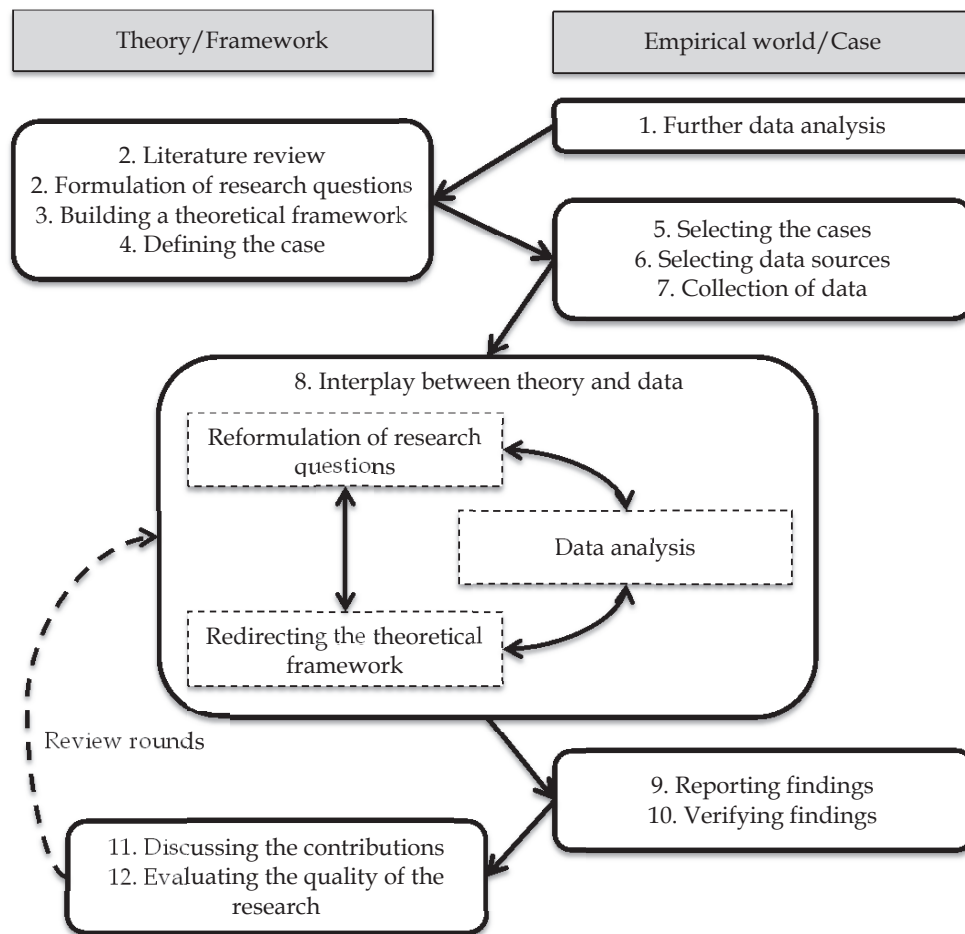 Theory/Framework
Empirical world/Case
1. Further data analysis
2. Literature review
2. Formulation of research questions
3. Building a theoretical framework
4. Defining the case
5. Selecting the cases
6. Selecting data sources
7. Collection of data
8. Interplay between theory and data
Reformulation of research
questions
Data analysis
Redirecting the theoretical
framework
Review rounds
9. Reporting findings
10. Verifying findings
11. Discussing the contributions
12. Evaluating the quality of the
research